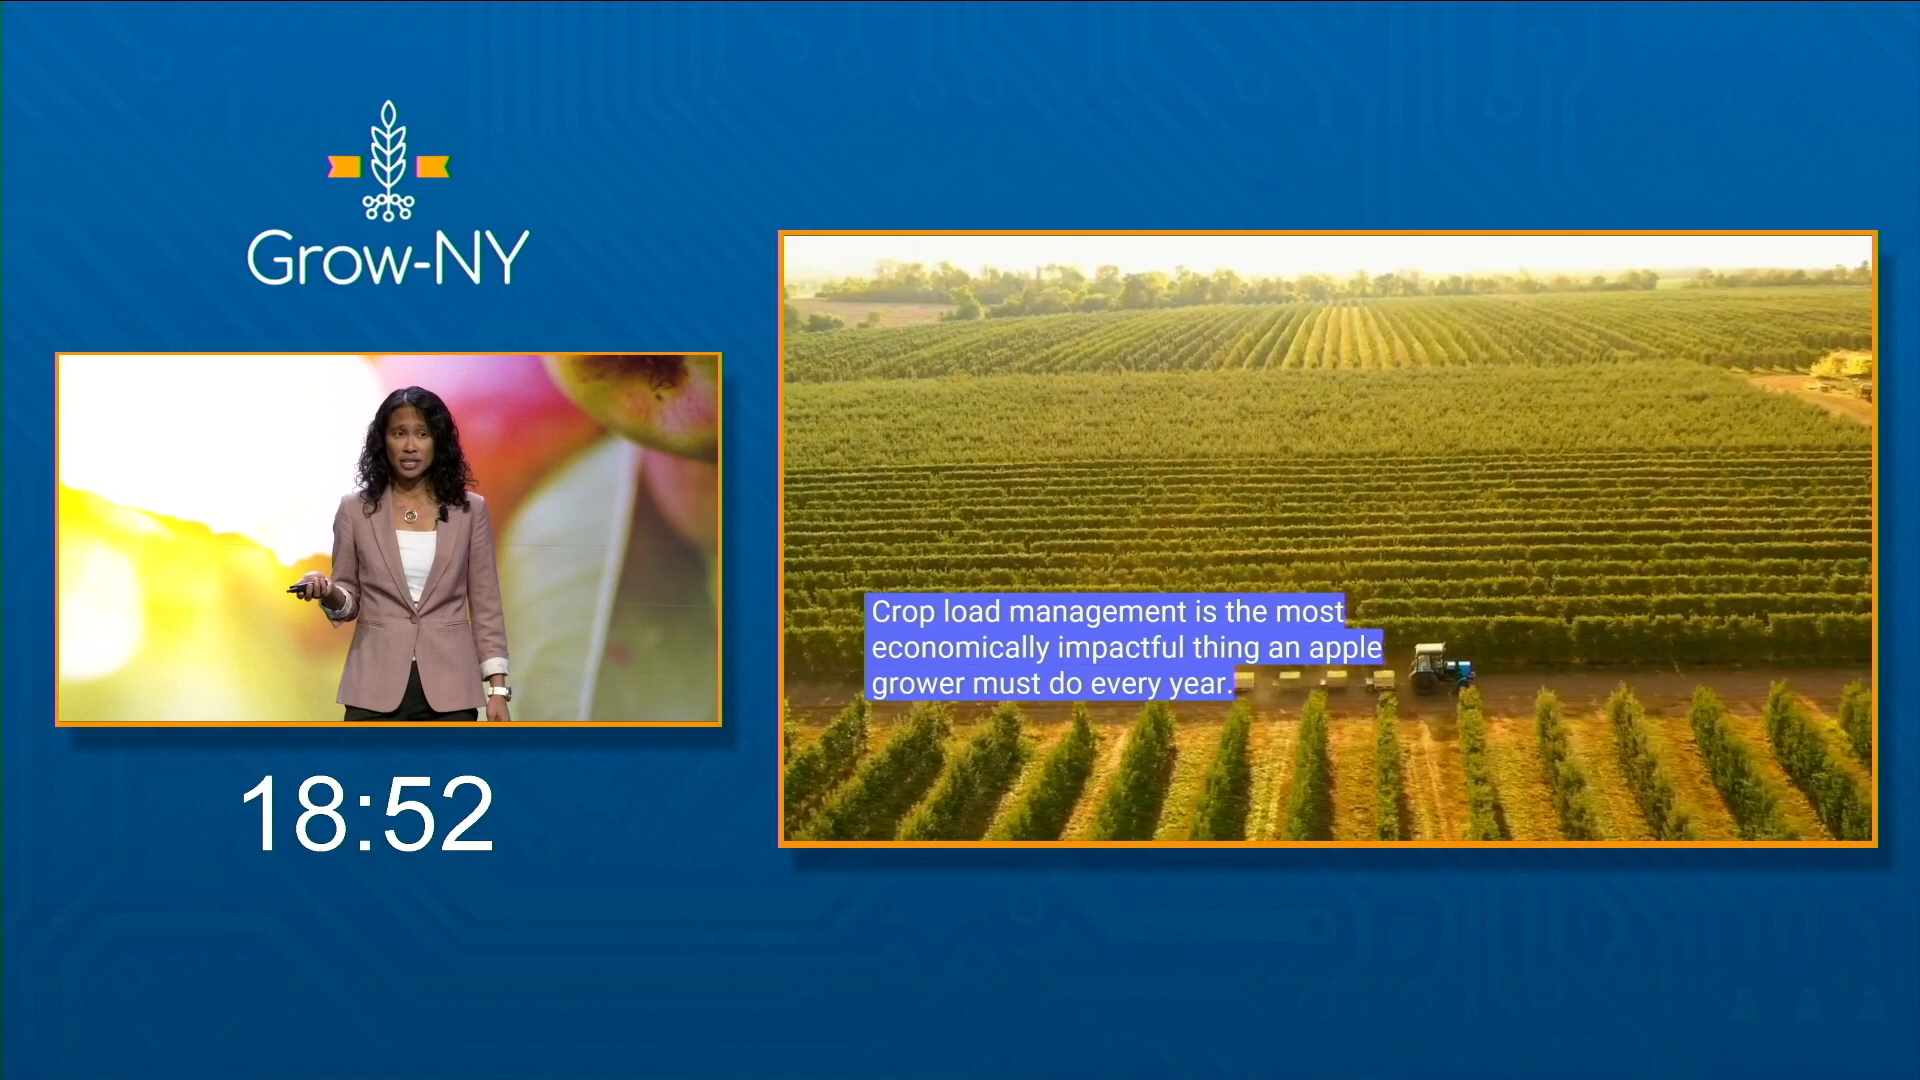 Grow-NY
18:52
Crop load management is the most
economically impactful thing an apple
grower must do every year.